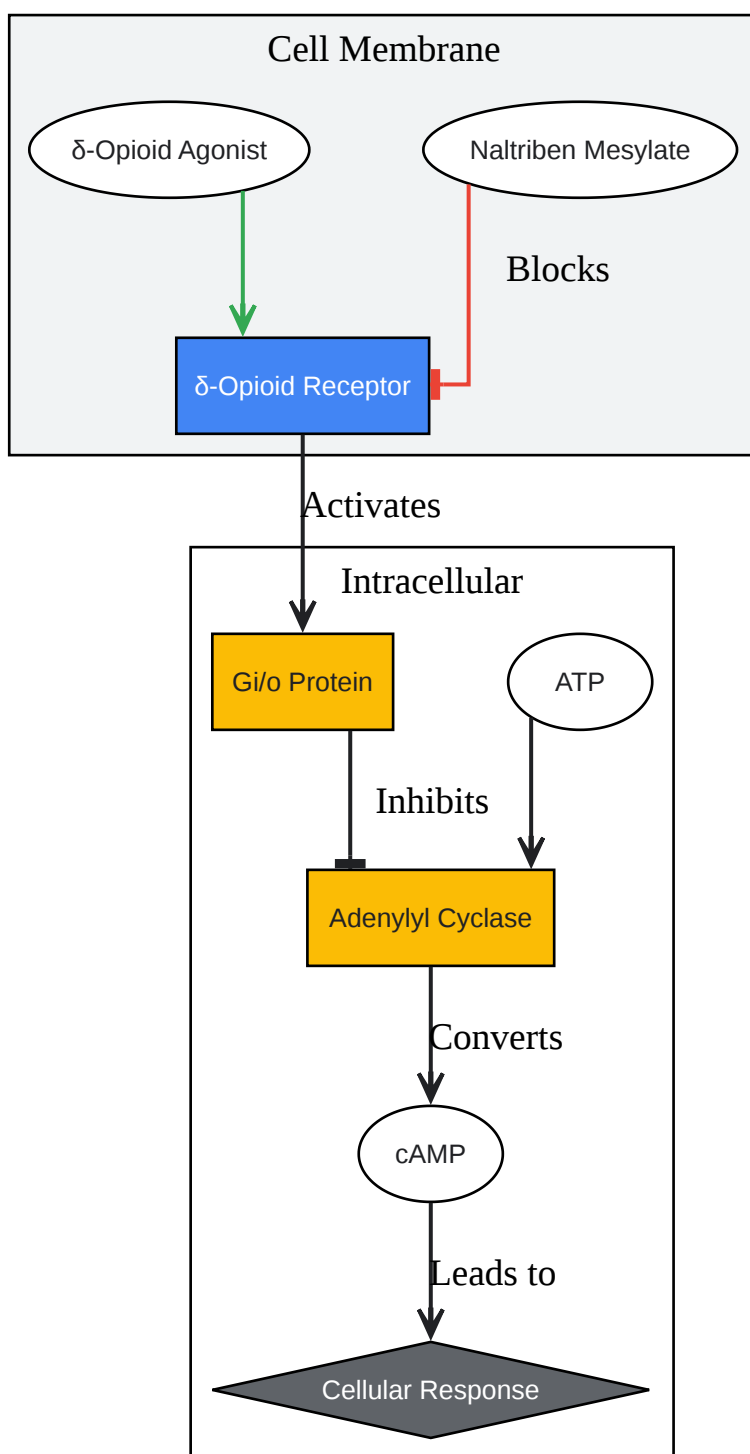 Cell Membrane
δ-Opioid Agonist
Naltriben Mesylate
Blocks
δ-Opioid Receptor
Activates
Intracellular
Gi/o Protein
ATP
Inhibits
Adenylyl Cyclase
Converts
cAMP
Leads to
Cellular Response